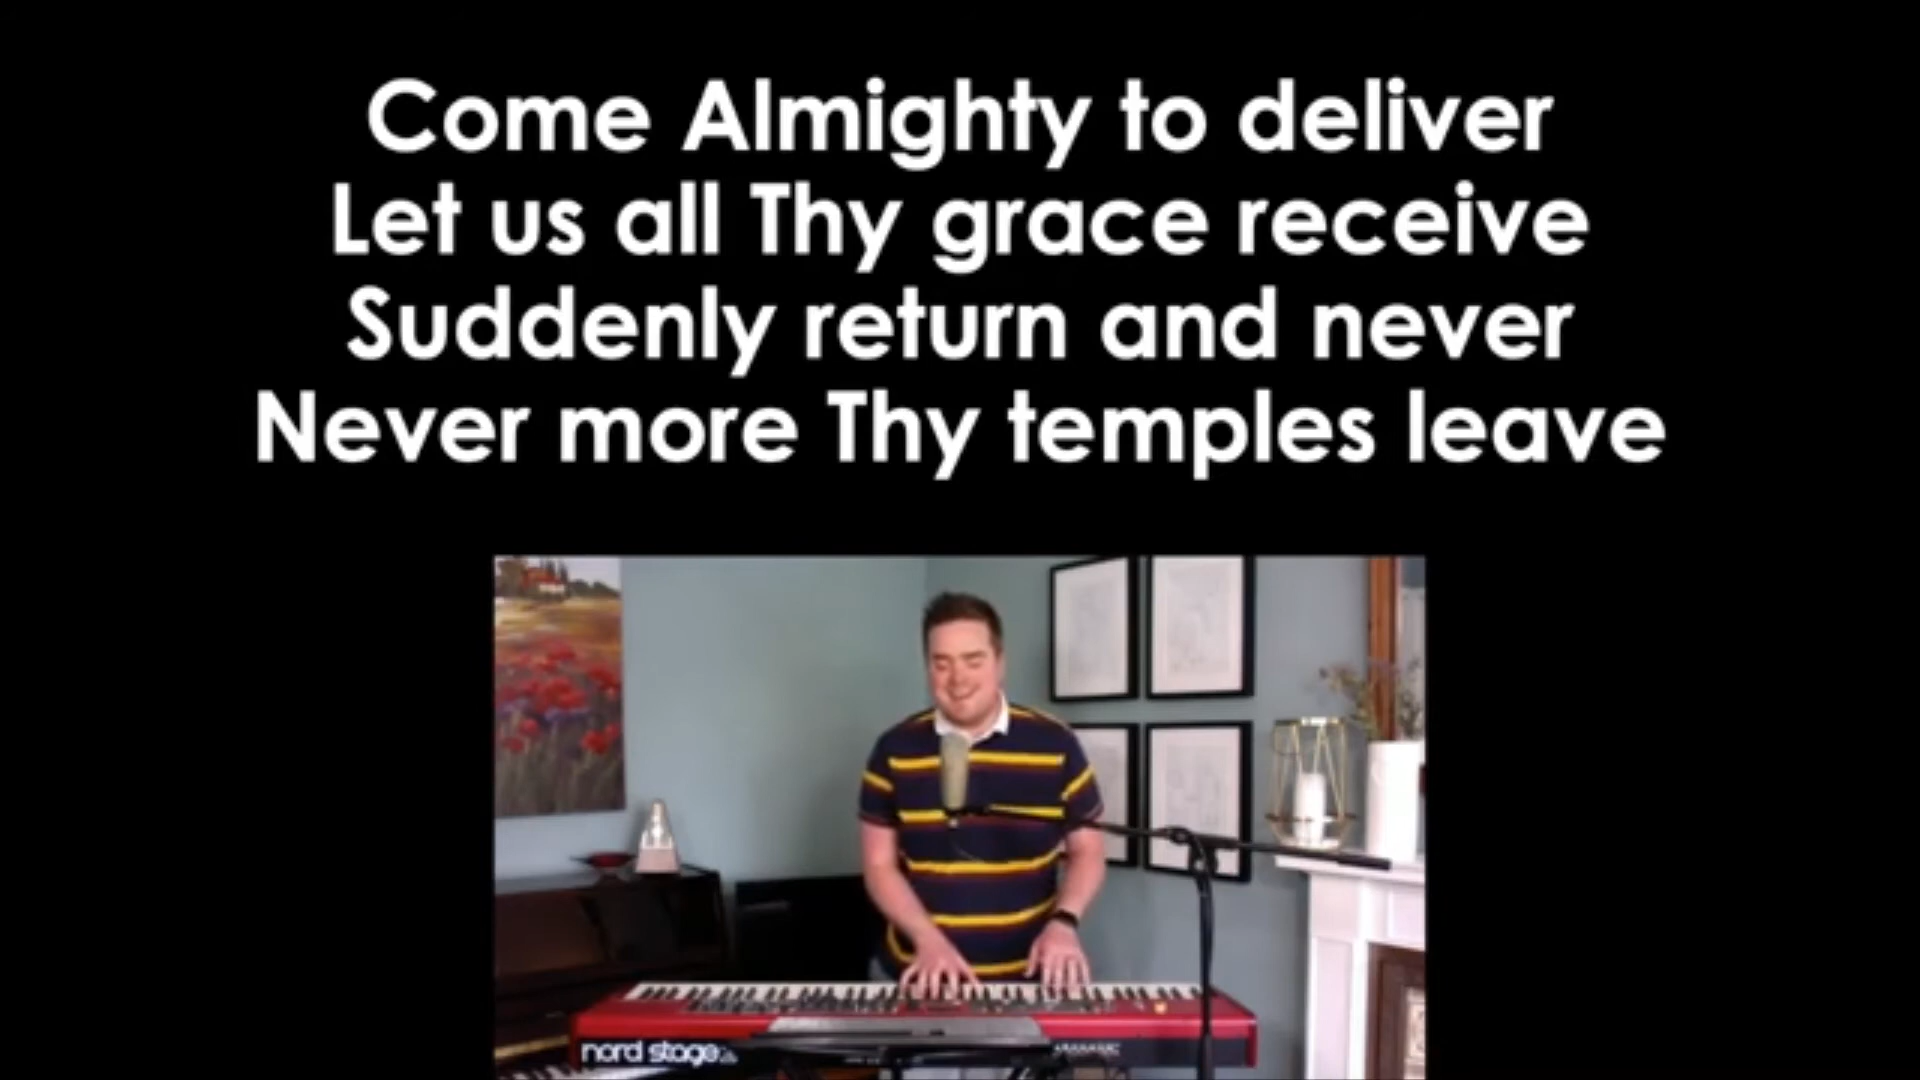 Come Almighty to deliver
Let us all Thy grace receive
Suddenly return and never
Never more Thy temples leave
nord stage